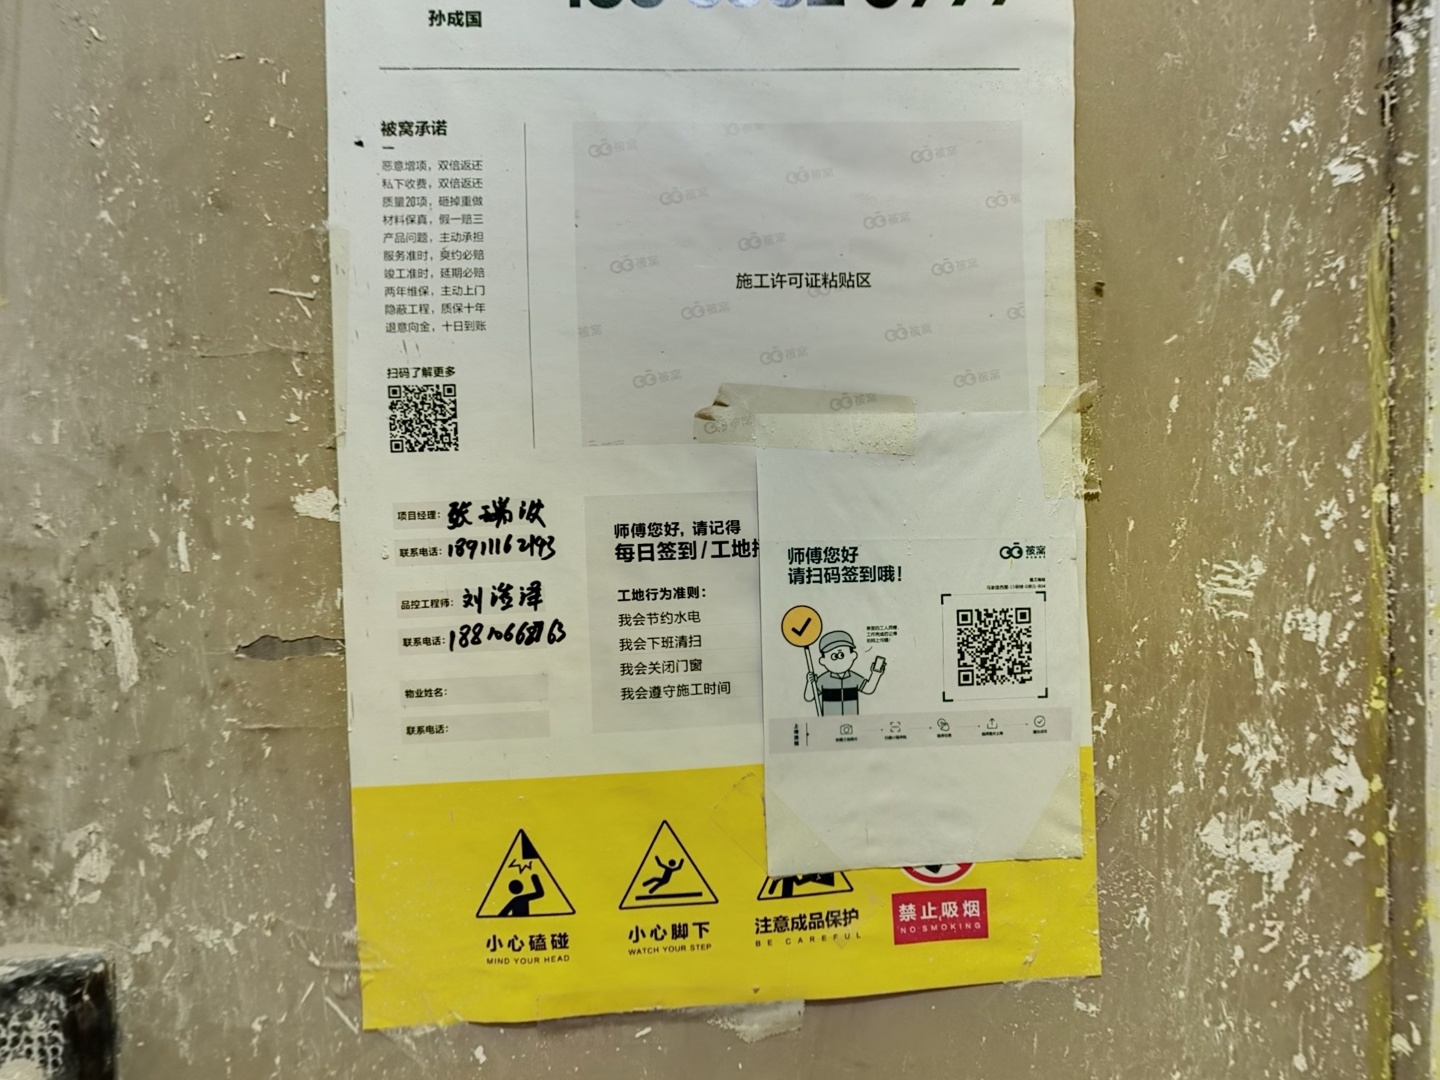 孙成国
被窝承诺
恶意增项，双倍返还
私下收费，双倍返还
质量20项，砸掉重做
材料保真，假一赔三
产品问题，主动承担
服务准时，爽约必赔
竣工准时，延期必赔
两年维保，主动上门
隐蔽工程，质保十年
退意向金，十日到账
扫码了解更多
施工许可证粘贴区
项目经理：张瑞波
联系电话：18911162193
品控工程师：刘滢泽
联系电话：
物业姓名：
联系电话：
师傅您好，请记得
每日签到/工地
工地行为准则：
我会节约水电
我会下班清扫
我会关闭门窗
我会遵守施工时间
被窝
师傅您好
请扫码签到哦！
小心磕碰
MIND YOUR HEAD
小心脚下
WATCH YOUR STEP
注意成品保护
BE CAREFUL
禁止吸烟
NO SMOKING